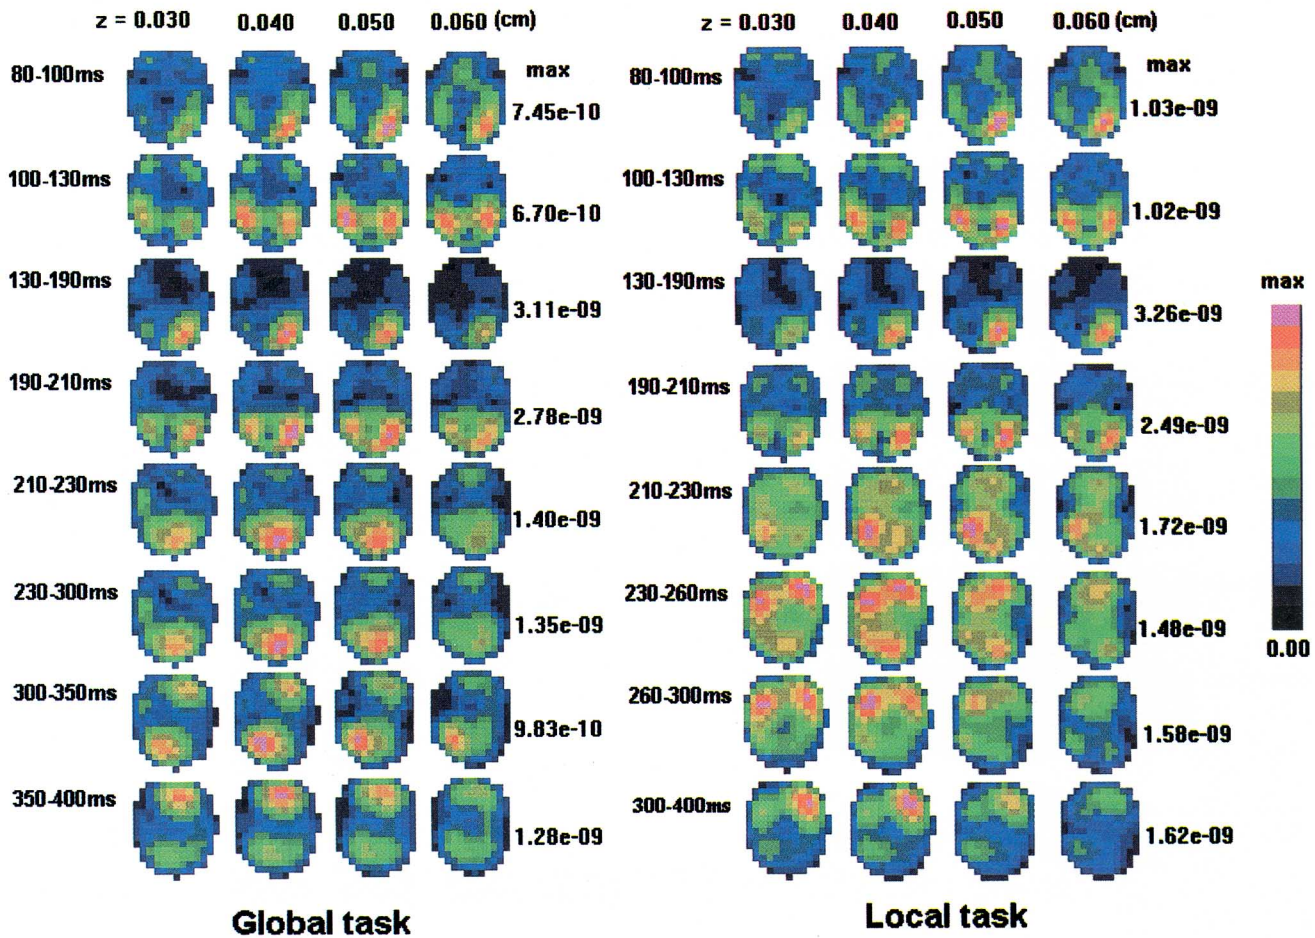 z = 0.030 0.040 0.050 0.060 (cm)
80-100ms
max
7.45e-10
100-130ms
6.70e-10
130-190ms
3.11e-09
190-210ms
2.78e-09
210-230ms
1.40e-09
230-300ms
1.35e-09
300-350ms
9.83e-10
350-400ms
1.28e-09
Global task
z = 0.030 0.040 0.050 0.060 (cm)
80-100ms
max
1.03e-09
100-130ms
1.02e-09
130-190ms
3.26e-09
190-210ms
2.49e-09
210-230ms
1.72e-09
230-260ms
1.48e-09
260-300ms
1.58e-09
300-400ms
1.62e-09
Local task
max
0.00